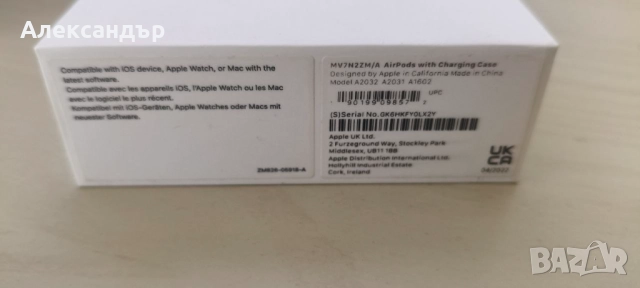 Александър
Compatible with iOS device, Apple Watch, or Mac with the
latest software.
Compatible avec les appareils iOS, l'Apple Watch ou les Mac
avec le logiciel le plus récent.
Kompatibel mit iOS-Geräten, Apple Watches oder Macs mit
neuester Software.
MV7N2ZM/A AirPods with Charging Case
Designed by Apple in California Made in China
Model A2032 A2031 A1602
UPC
90199 09857
(S)Serial No.GK6HKFYDLX2Y
Apple UK Ltd.
2 Furzeground Way, Stockley Park
Middlesex, UB11 1BB
Apple Distribution International Ltd.
Hollyhill Industrial Estate
Cork, Ireland
UK
CA
BAZAR